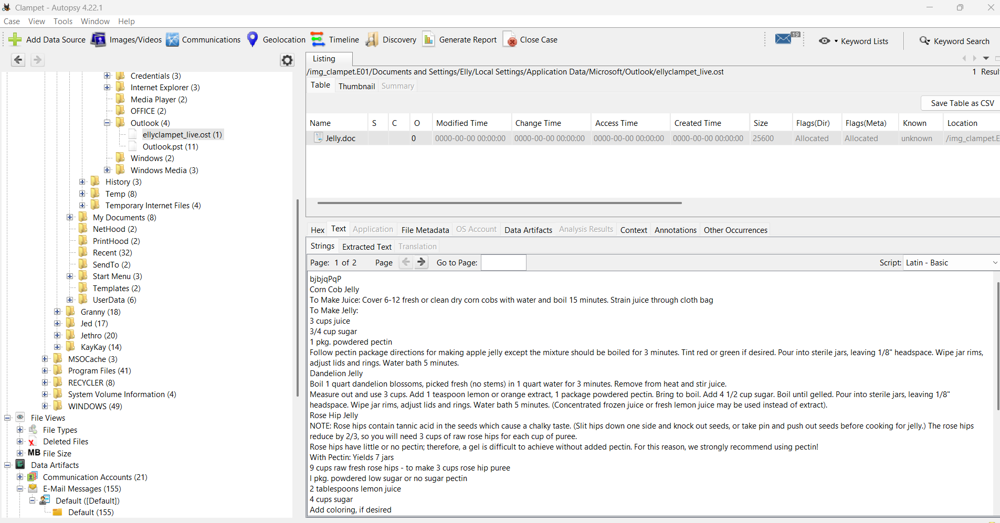 Clampet - Autopsy 4.22.1
Case View Tools Window Help
Add Data Source Images/Videos Communications Geolocation Timeline Discovery Generate Report Close Case 19 Keyword Lists Keyword Search
Credentials (3)
Internet Explorer (3)
Media Player (2)
OFFICE (2)
Outlook (4)
ellyclampet_live.ost (1)
Outlook.pst (11)
Windows (2)
Windows Media (3)
History (3)
Temp (8)
Temporary Internet Files (4)
My Documents (8)
NetHood (2)
PrintHood (2)
Recent (32)
SendTo (2)
Start Menu (3)
Templates (2)
UserData (6)
Granny (18)
Jed (17)
Jethro (20)
KayKay (14)
MSOCache (3)
Program Files (41)
RECYCLER (8)
System Volume Information (4)
WINDOWS (49)
File Views
File Types
Deleted Files
MB File Size
Data Artifacts
Communication Accounts (21)
E-Mail Messages (155)
Default ([Default])
Default (155)
Listing
/img_clampet.E01/Documents and Settings/Elly/Local Settings/Application Data/Microsoft/Outlook/ellyclampet_live.ost 1 Resul
Table Thumbnail Summary
Save Table as CSV
Name S C O Modified Time Change Time Access Time Created Time Size Flags(Dir) Flags(Meta) Known Location
Jelly.doc 0 0000-00-00 00:00:00 0000-00-00 00:00:00 0000-00-00 00:00:00 0000-00-00 00:00:00 25600 Allocated Allocated unknown /img_clampet.E
Hex Text Application File Metadata OS Account Data Artifacts Analysis Results Context Annotations Other Occurrences
Strings Extracted Text Translation
Page: 1 of 2 Page Go to Page: Script: Latin - Basic
bjbjqPqP
Corn Cob Jelly
To Make Juice: Cover 6-12 fresh or clean dry corn cobs with water and boil 15 minutes. Strain juice through cloth bag
To Make Jelly:
3 cups juice
3/4 cup sugar
1 pkg. powdered pectin
Follow pectin package directions for making apple jelly except the mixture should be boiled for 3 minutes. Tint red or green if desired. Pour into sterile jars, leaving 1/8" headspace. Wipe jar rims,
adjust lids and rings. Water bath 5 minutes.
Dandelion Jelly
Boil 1 quart dandelion blossoms, picked fresh (no stems) in 1 quart water for 3 minutes. Remove from heat and stir juice.
Measure out and use 3 cups. Add 1 teaspoon lemon or orange extract, 1 package powdered pectin. Bring to boil. Add 4 1/2 cup sugar. Boil until gelled. Pour into sterile jars, leaving 1/8"
headspace. Wipe jar rims, adjust lids and rings. Water bath 5 minutes. (Concentrated frozen juice or fresh lemon juice may be used instead of extract).
Rose Hip Jelly
NOTE: Rose hips contain tannic acid in the seeds which cause a chalky taste. (Slit hips down one side and knock out seeds, or take pin and push out seeds before cooking for jelly.) The rose hips
reduce by 2/3, so you will need 3 cups of raw rose hips for each cup of puree.
Rose hips have little or no pectin; therefore, a gel is difficult to achieve without added pectin. For this reason, we strongly recommend using pectin!
With Pectin: Yields 7 jars
9 cups raw fresh rose hips - to make 3 cups rose hip puree
l pkg. powdered low sugar or no sugar pectin
2 tablespoons lemon juice
4 cups sugar
Add coloring, if desired